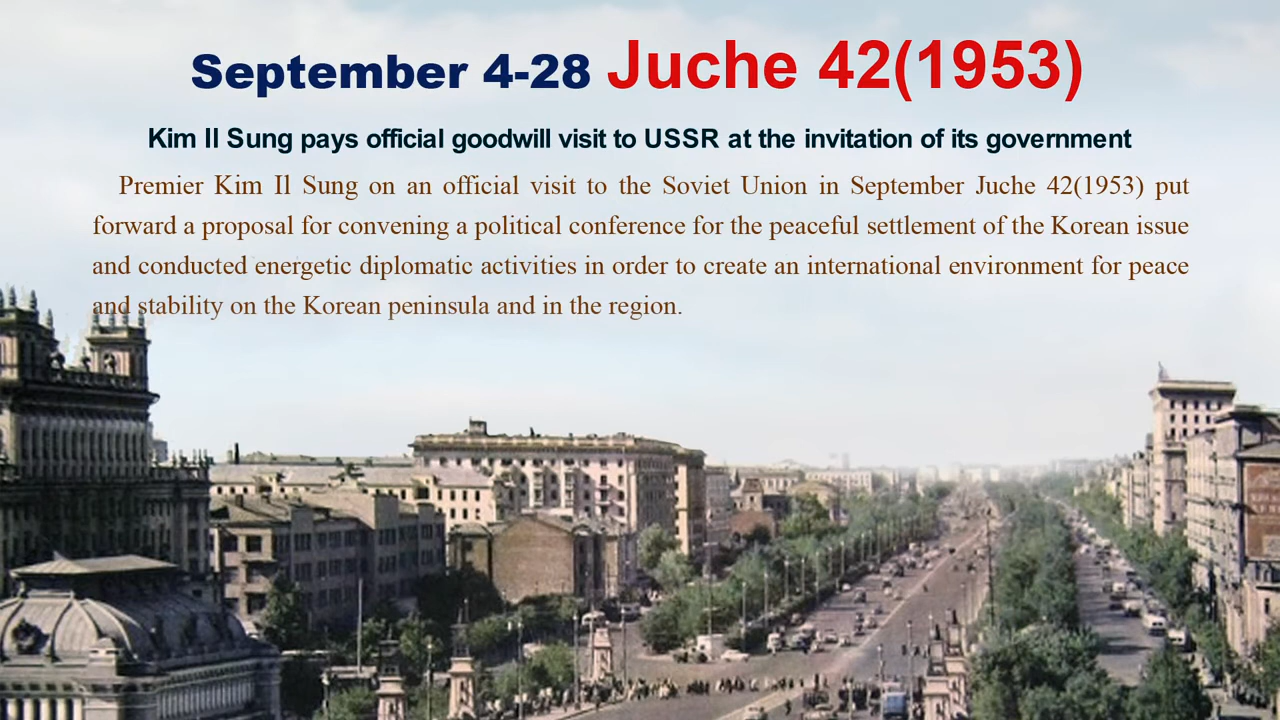 September 4-28 Juche 42(1953)
Kim Il Sung pays official goodwill visit to USSR at the invitation of its government
Premier Kim Il Sung on an official visit to the Soviet Union in September Juche 42(1953) put
forward a proposal for convening a political conference for the peaceful settlement of the Korean issue
and conducted energetic diplomatic activities in order to create an international environment for peace
and stability on the Korean peninsula and in the region.